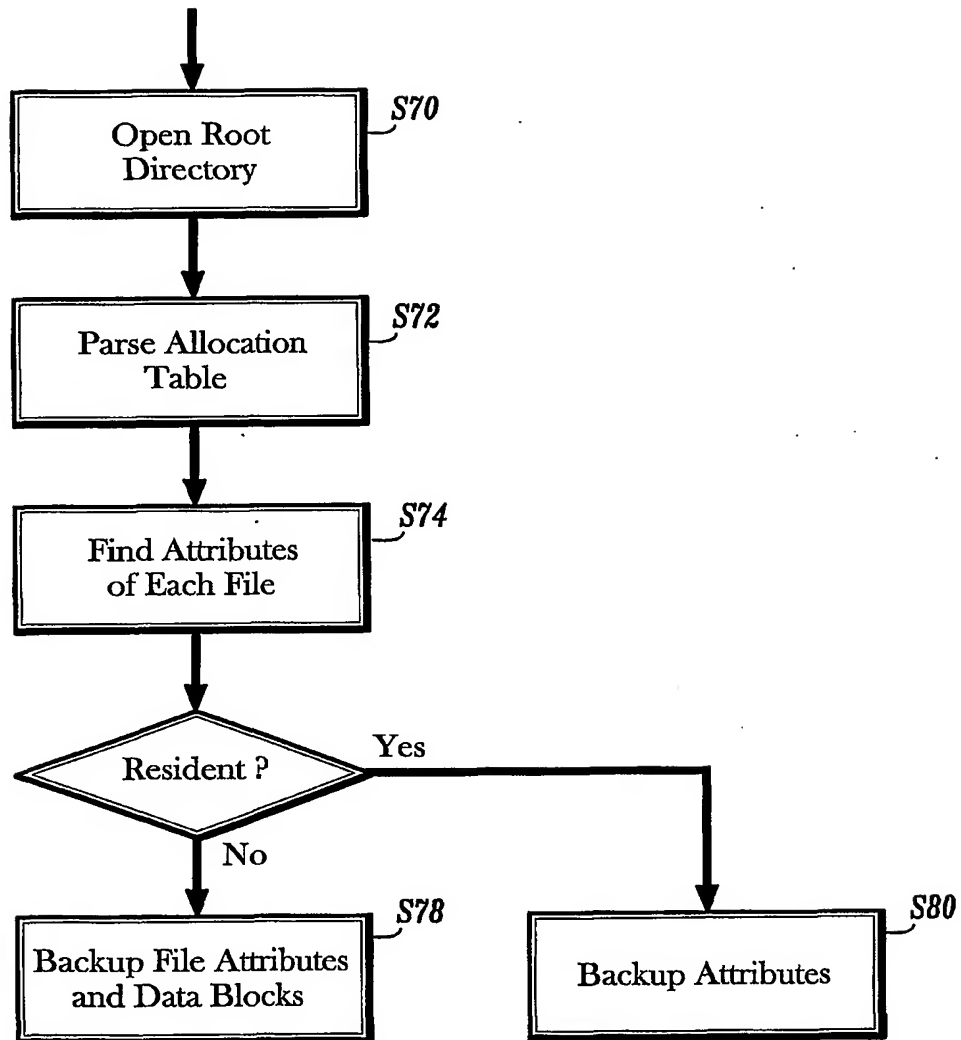 S70
Open Root
Directory
S72
Parse Allocation
Table
S74
Find Attributes
of Each File
Resident ?
Yes
No
S78
Backup File Attributes
and Data Blocks
S80
Backup Attributes